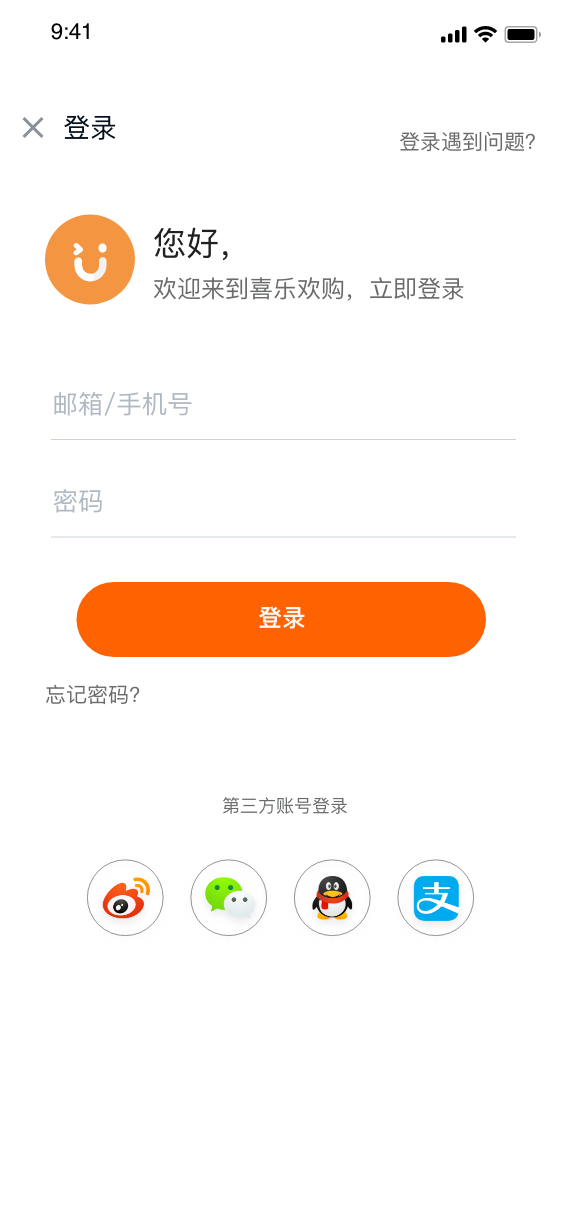 9:41
登录
登录遇到问题?
您好,
欢迎来到喜乐欢购，立即登录
邮箱/手机号
密码
登录
忘记密码?
第三方账号登录
支